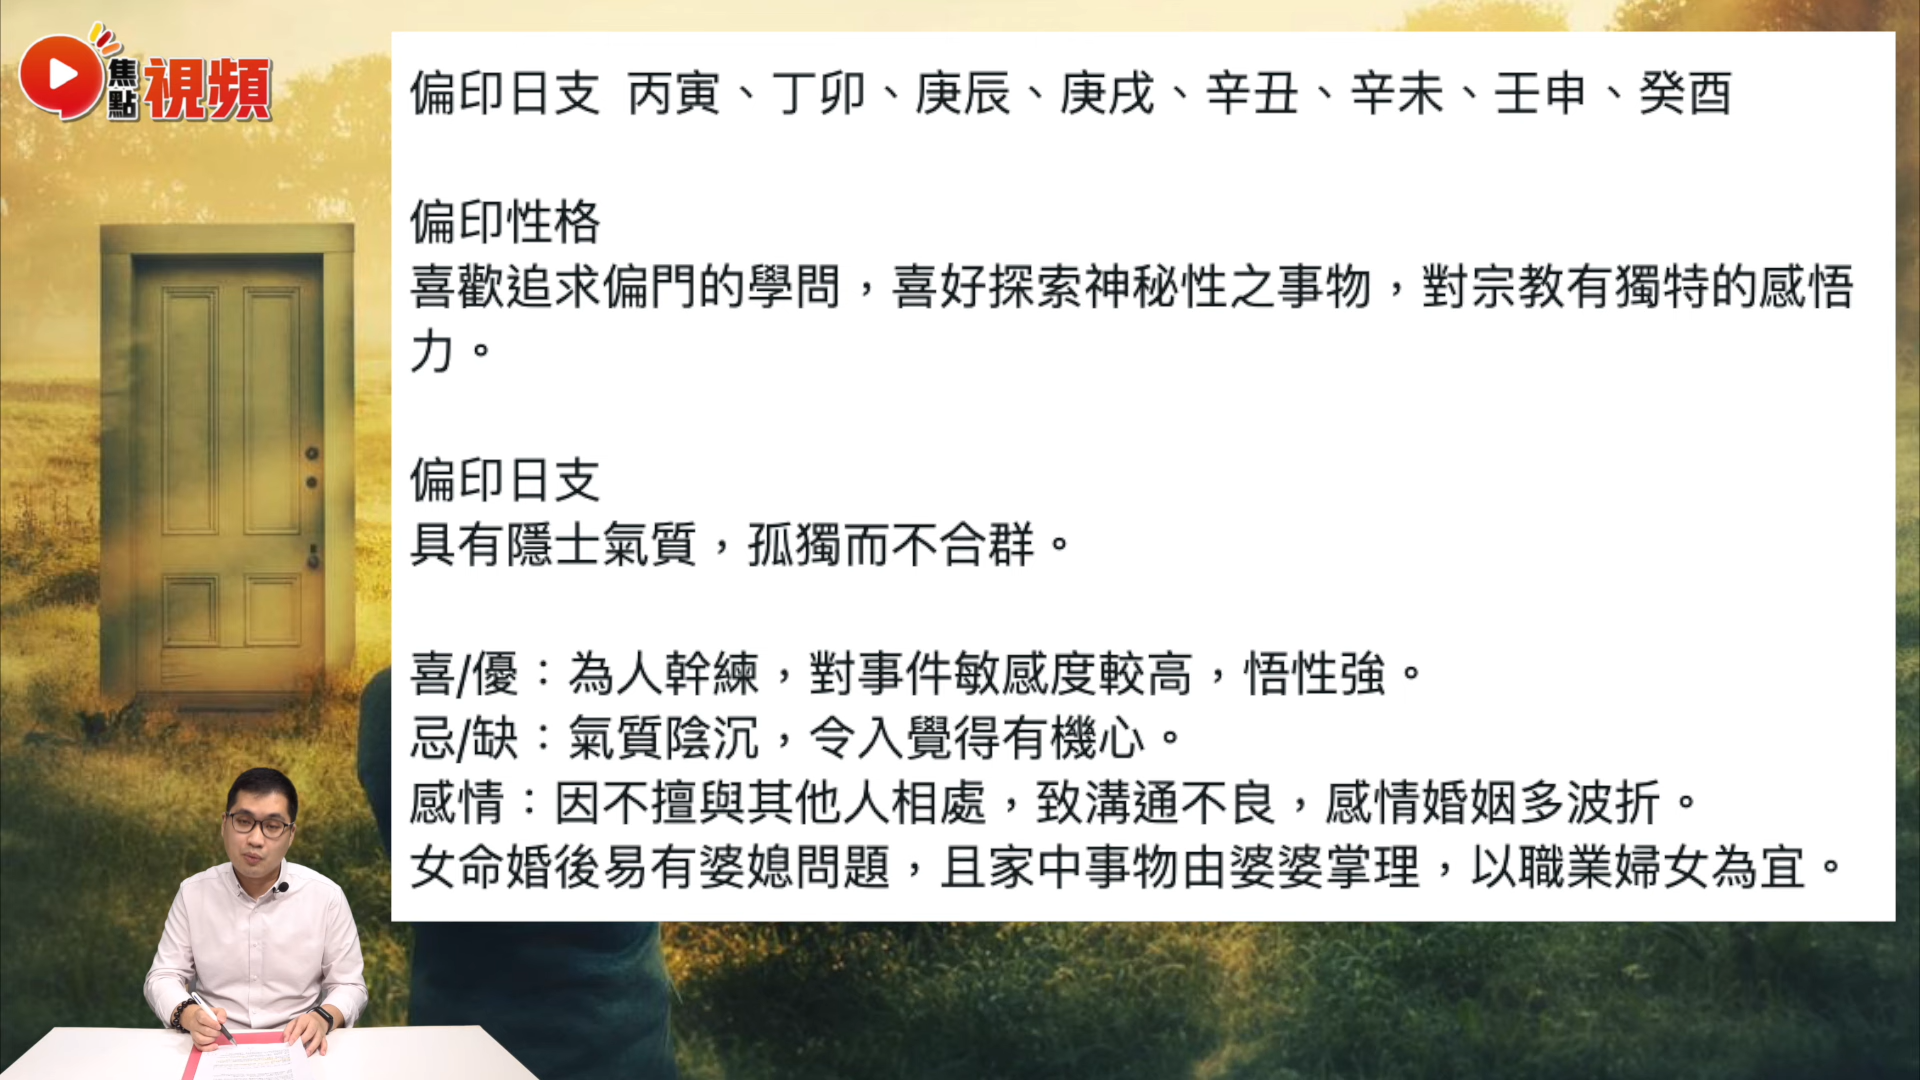 焦點視頻
偏印日支 丙寅、丁卯、庚辰、庚戌、辛丑、辛未、壬申、癸酉
偏印性格
喜歡追求偏門的學問，喜好探索神秘性之事物，對宗教有獨特的感悟
力。
偏印日支
具有隱士氣質，孤獨而不合群。
喜/優：為人幹練，對事件敏感度較高，悟性強。
忌/缺：氣質陰沉，令入覺得有機心。
感情：因不擅與其他人相處，致溝通不良，感情婚姻多波折。
女命婚後易有婆媳問題，且家中事物由婆婆掌理，以職業婦女為宜。